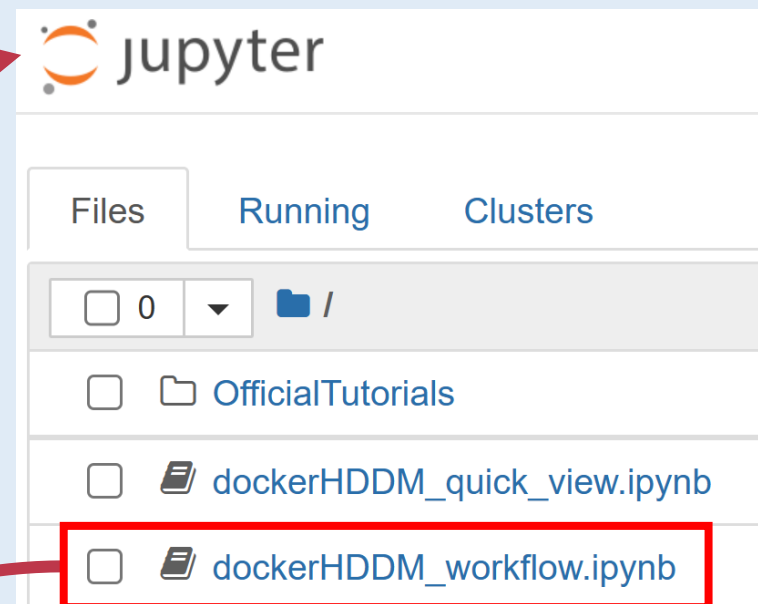 jupyter
Files Running Clusters
0 /
OfficialTutorials
dockerHDDM_quick_view.ipynb
dockerHDDM_workflow.ipynb